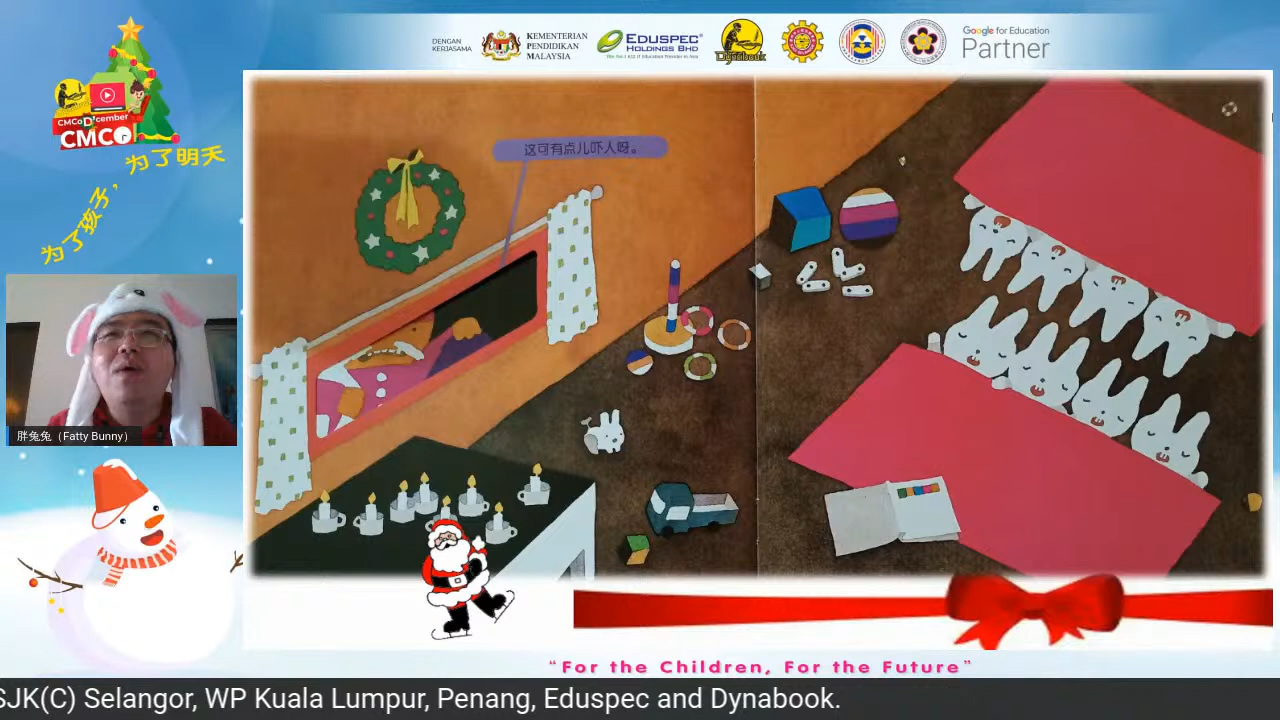 DENGAN
KERJASAMA
KEMENTERIAN
PENDIDIKAN
MALAYSIA
EDUSPEC
HOLDINGS BHD
Dynabook
Google for Education
Partner
CMCo D'cember
CMCO
为了明天
为了孩子，
这可有点儿吓人呀。
胖兔兔（Fatty Bunny）
“For the Children, For the Future”
SJK(C) Selangor, WP Kuala Lumpur, Penang, Eduspec and Dynabook.